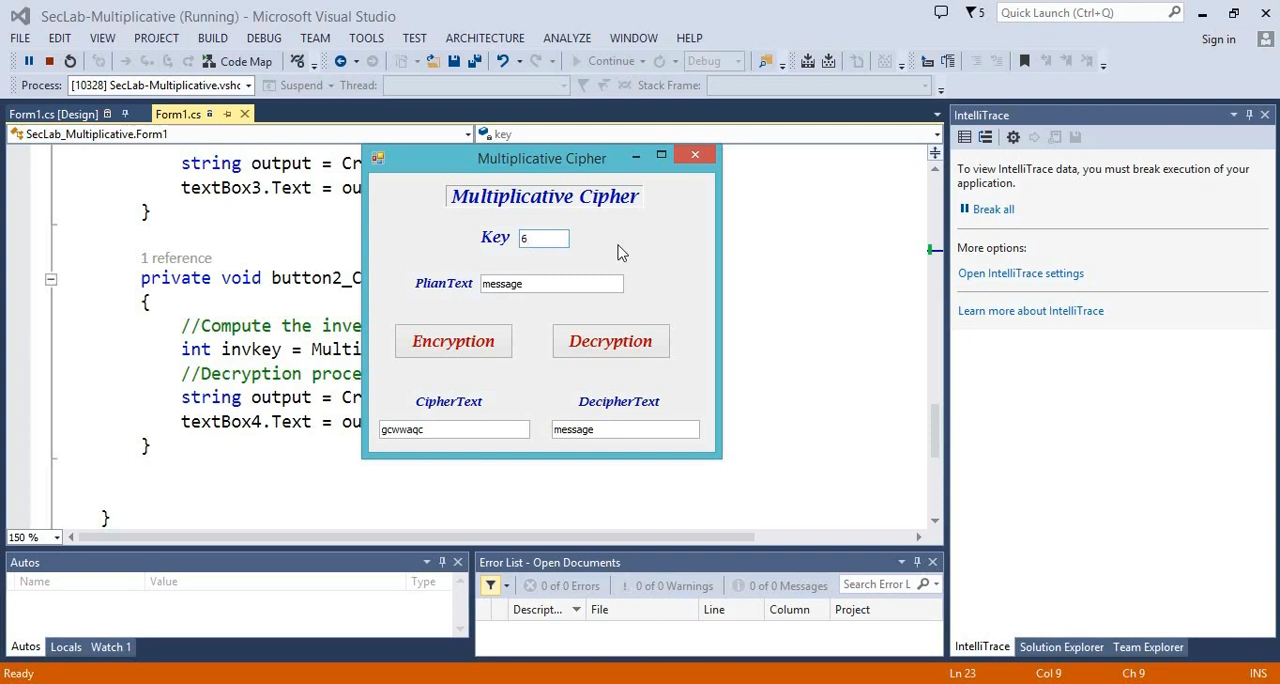 SecLab-Multiplicative (Running) - Microsoft Visual Studio
5
Quick Launch (Ctrl+Q)
FILE EDIT VIEW PROJECT BUILD DEBUG TEAM TOOLS TEST ARCHITECTURE ANALYZE WINDOW HELP
Sign in
Code Map
Continue
Debug
Process: [10328] SecLab-Multiplicative.vshc
Suspend
Thread:
Stack Frame:
Form1.cs [Design]
Form1.cs
IntelliTrace
SecLab_Multiplicative.Form1
key
string output = Cr
textBox3.Text = ou
}
1 reference
private void button2_C
{
//Compute the inve
int invkey = Multi
//Decryption proce
string output = Cr
textBox4.Text = ou
}
}
Multiplicative Cipher
Multiplicative Cipher
Key 6
PlianText message
Encryption Decryption
CipherText DecipherText
gcwwaqc message
To view IntelliTrace data, you must break execution of your
application.
Break all
More options:
Open IntelliTrace settings
Learn more about IntelliTrace
150 %
Autos
Name Value Type
Autos Locals Watch 1
Error List - Open Documents
0 of 0 Errors 0 of 0 Warnings 0 of 0 Messages Search Error L
Descript... File Line Column Project
IntelliTrace Solution Explorer Team Explorer
Ready Ln 23 Col 9 Ch 9 INS